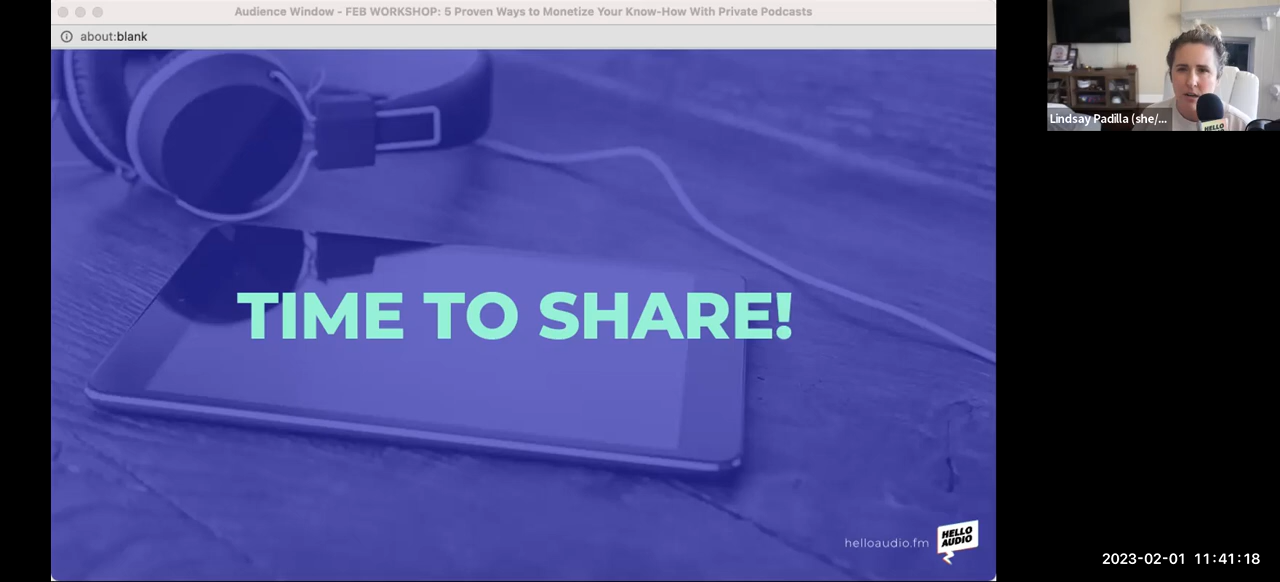 Audience Window - FEB WORKSHOP: 5 Proven Ways to Monetize Your Know-How With Private Podcasts
about:blank
Lindsay Padilla (she/...
HELLO
TIME TO SHARE!
helloaudio.fm
HELLO
AUDIO
2023-02-01 11:41:18